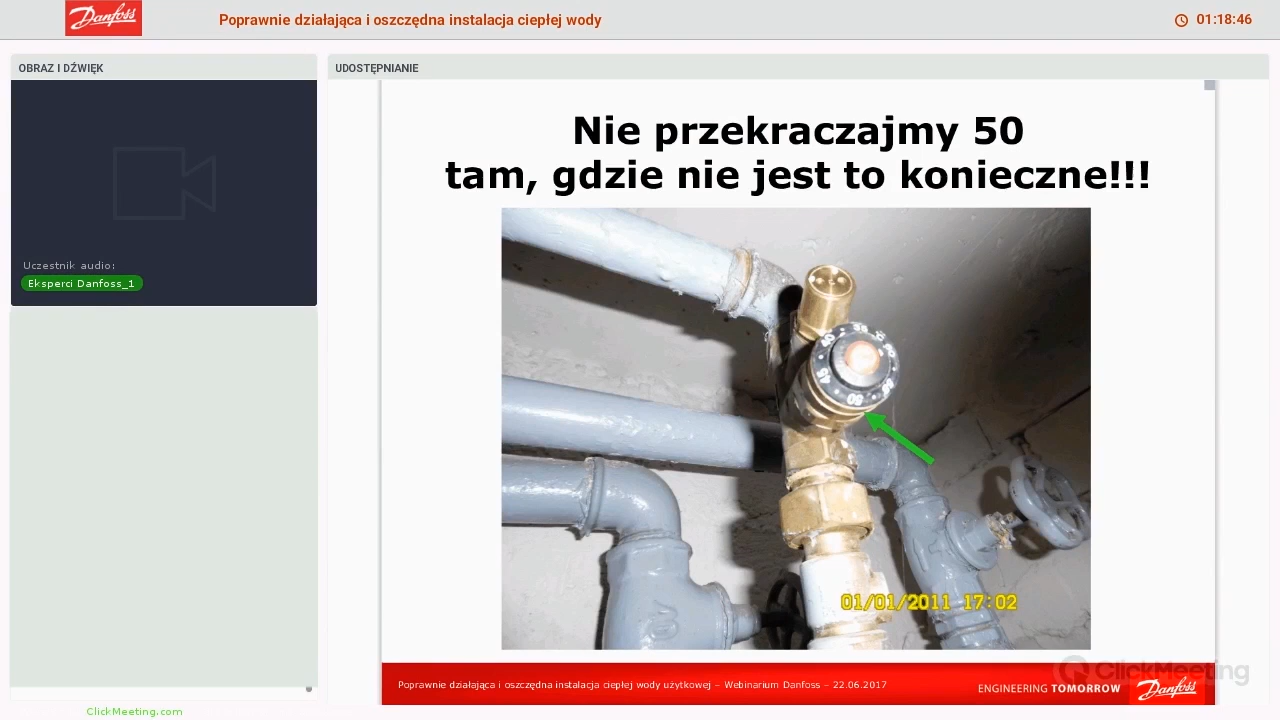 Danfoss
Poprawnie działająca i oszczędna instalacja ciepłej wody
01:18:46
OBRAZ I DŹWIĘK
UDOSTĘPNIANIE
Uczestnik audio:
Eksperci Danfoss_1
Nie przekraczajmy 50
tam, gdzie nie jest to konieczne!!!
45
50
01/01/2011 17:02
Poprawnie działająca i oszczędna instalacja ciepłej wody użytkowej – Webinarium Danfoss – 22.06.2017
ENGINEERING TOMORROW
Danfoss
ClickMeeting
ClickMeeting.com